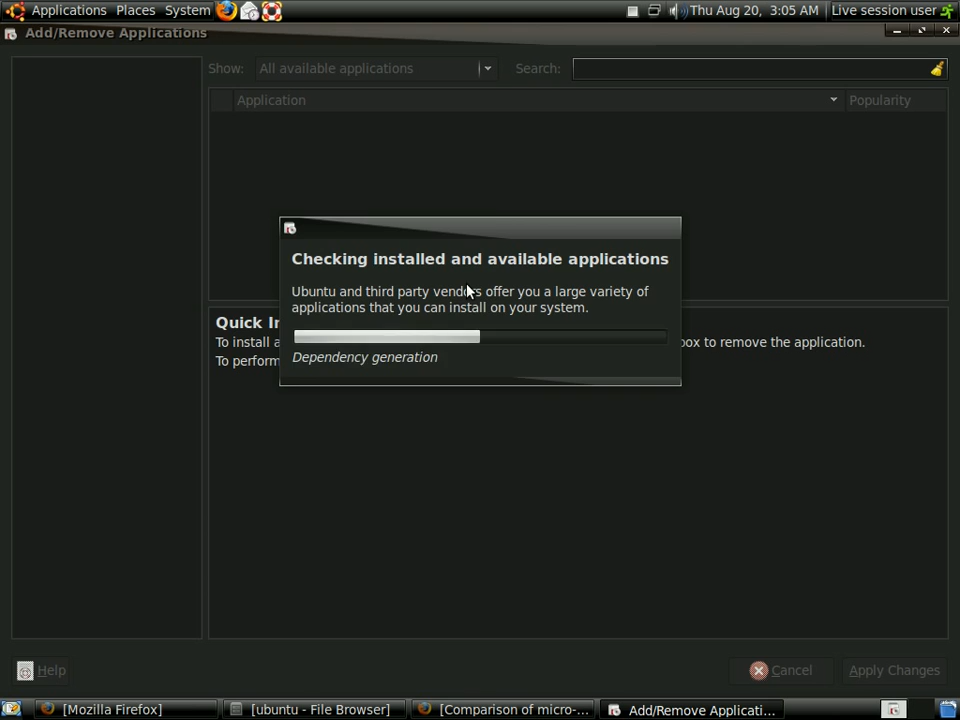 Applications Places System Thu Aug 20, 3:05 AM Live session user
Add/Remove Applications
Show: All available applications Search:
Application Popularity
Checking installed and available applications
Ubuntu and third party vendors offer you a large variety of
applications that you can install on your system.
Dependency generation
Quick
To install box to remove the application.
To perform
Help Cancel Apply Changes
[Mozilla Firefox] [ubuntu - File Browser] [Comparison of micro-... Add/Remove Applicati...